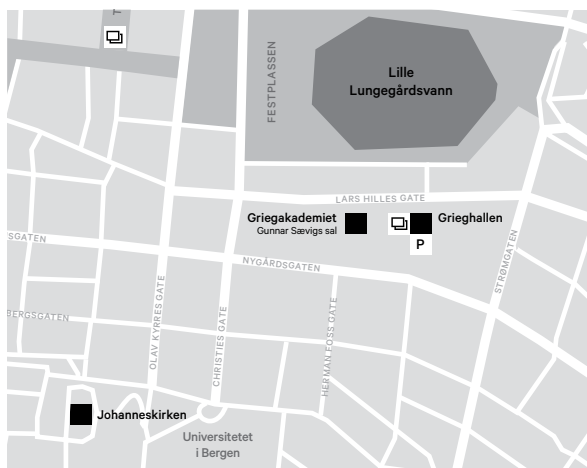 T
FESTPLASSEN
Lille
Lungegårdsvann
LARS HILLES GATE
Griegakademiet
Gunnar Sævigs sal
Grieghallen
P
SGATEN
NYGÅRDSGATEN
STRØMGATEN
BERGSGATEN
OLAV KYRRES GATE
CHRISTIES GATE
HERMAN FOSS GATE
Johanneskirken
Universitetet
i Bergen